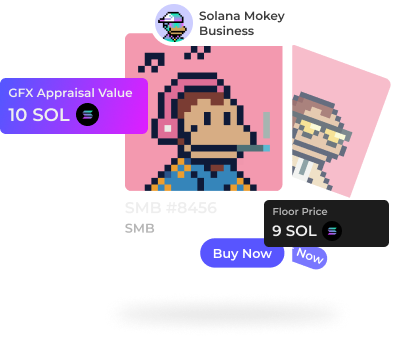 Solana Mokey
Business
GFX Appraisal Value
10 SOL
SMB #8456
SMB
Floor Price
9 SOL
Buy Now
Now